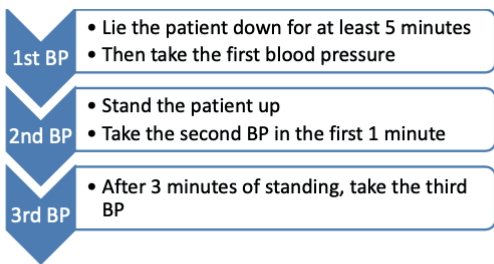 1st BP
• Lie the patient down for at least 5 minutes
• Then take the first blood pressure
2nd BP
• Stand the patient up
• Take the second BP in the first 1 minute
3rd BP
• After 3 minutes of standing, take the third
BP